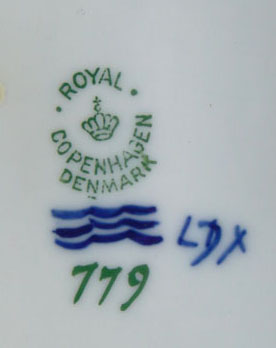 ROYAL
COPENHAGEN
DENMARK
LDX
779